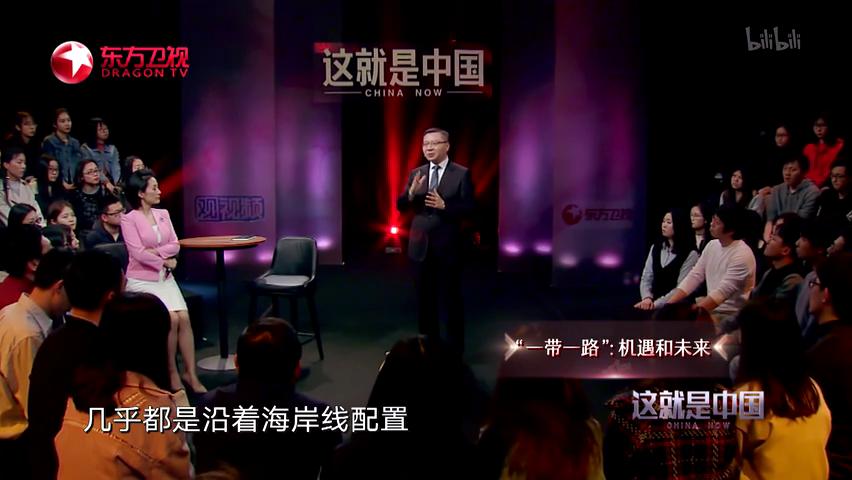 东方卫视
DRAGON TV
bilibili
这就是中国
CHINA NOW
观视频
东方卫视
“一带一路”: 机遇和未来
这就是中国
CHINA NOW
几乎都是沿着海岸线配置